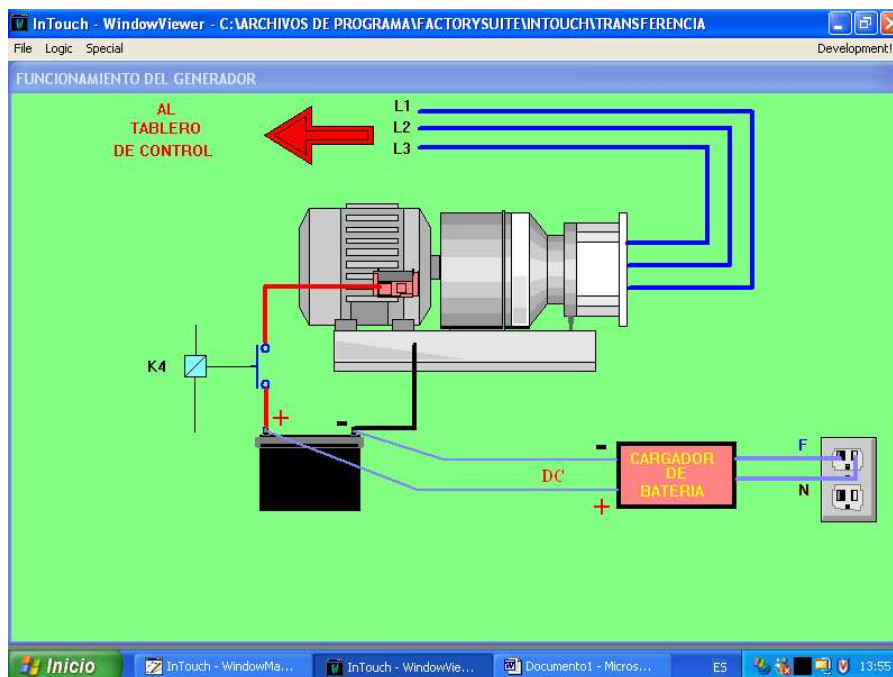 InTouch - WindowViewer - C:\ARCHIVOS DE PROGRAMA\FACTORYSUITE\INTOUCH\TRANSFERENCIA
File Logic Special Development!
FUNCIONAMIENTO DEL GENERADOR
AL
TABLERO
DE CONTROL
L1
L2
L3
K4
+
-
-
DC
+
CARGADOR
DE
BATERIA
F
N
Inicio
InTouch - WindowMa...
InTouch - WindowVie...
Documento1 - Micros...
ES
13:55